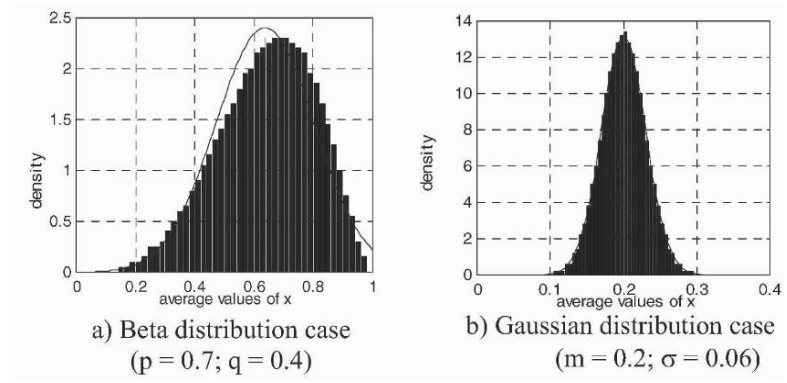 2.5
2
1.5
1
0.5
0
density
0 0.2 0.4 0.6 0.8 1
average values of x
a) Beta distribution case
(p = 0.7; q = 0.4)
14
12
10
8
6
4
2
0
density
0 0.1 0.2 0.3 0.4
average values of x
b) Gaussian distribution case
(m = 0.2; σ = 0.06)